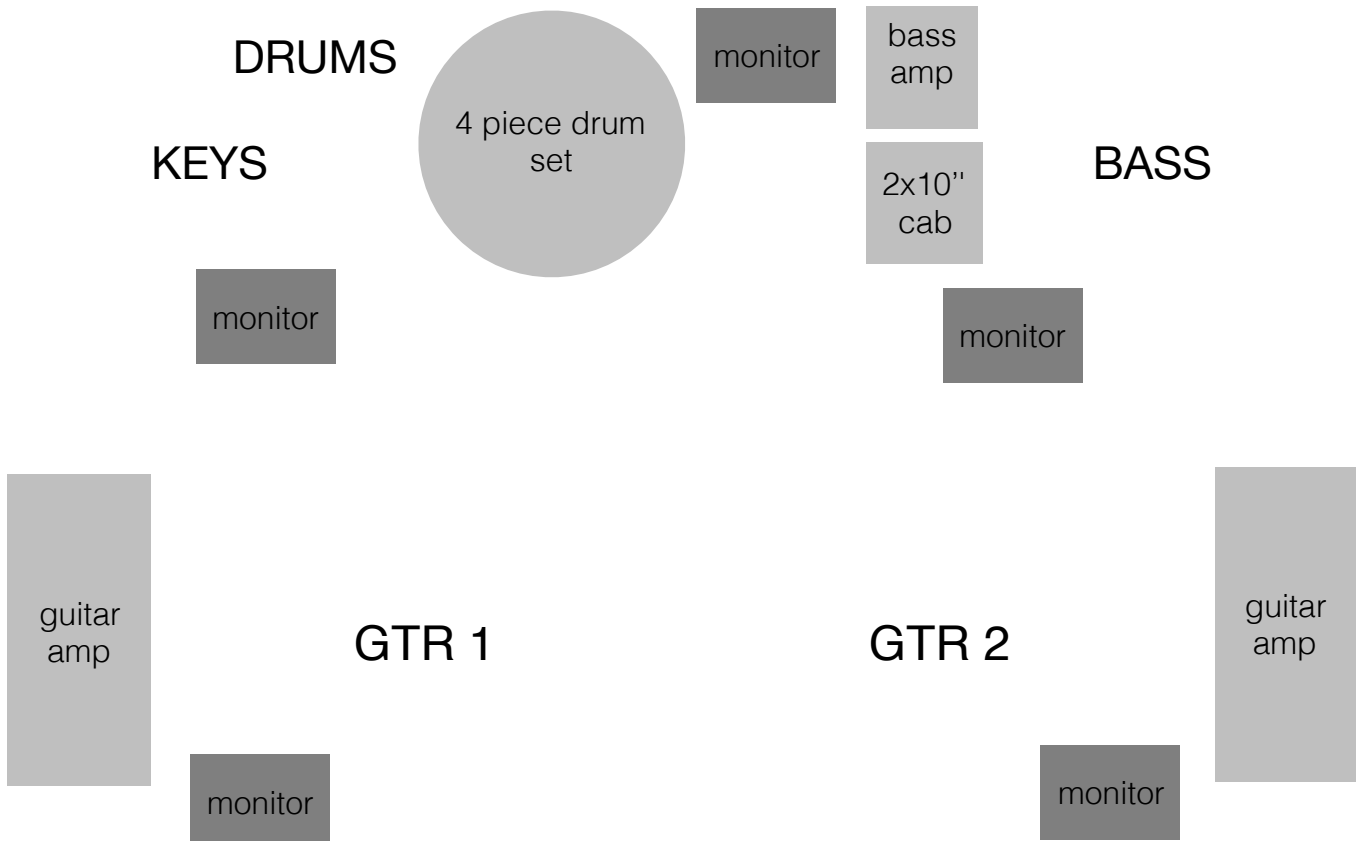 DRUMS
4 piece drum
set
monitor
bass
amp
KEYS
2x10''
cab
BASS
monitor
monitor
guitar
amp
GTR 1
GTR 2
guitar
amp
monitor
monitor